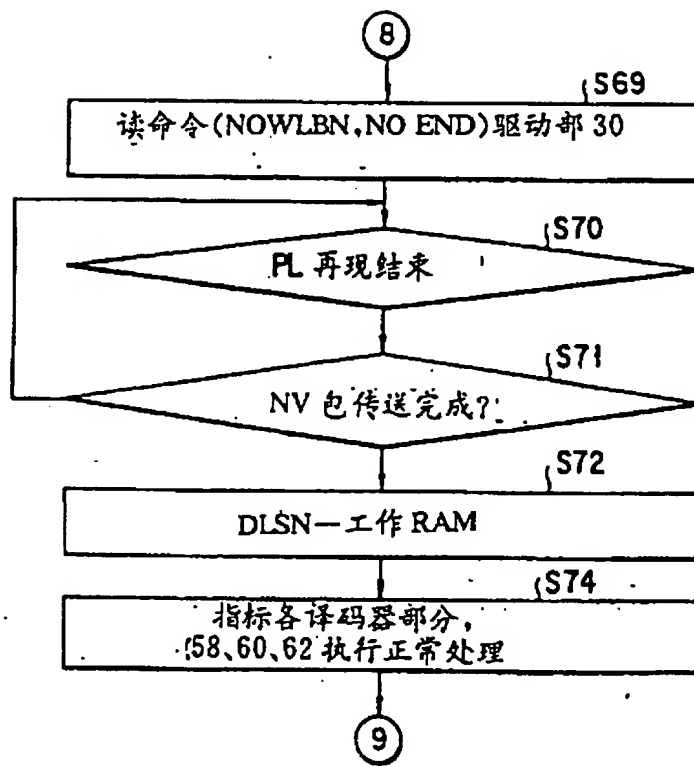 8
S69
读命令(NOWLBN,NO END)驱动部 30
S70
PL 再现结束
S71
NV 包传送完成?
S72
DLSN—工作 RAM
S74
指标各译码器部分,
58、60、62 执行正常处理
9